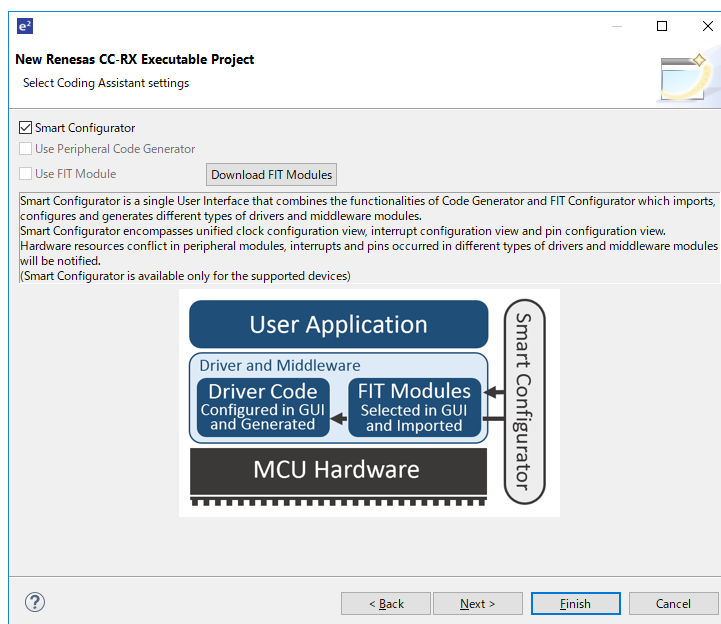 e²
New Renesas CC-RX Executable Project
Select Coding Assistant settings
Smart Configurator
Use Peripheral Code Generator
Use FIT Module
Download FIT Modules
Smart Configurator is a single User Interface that combines the functionalities of Code Generator and FIT Configurator which imports,
configures and generates different types of drivers and middleware modules.
Smart Configurator encompasses unified clock configuration view, interrupt configuration view and pin configuration view.
Hardware resources conflict in peripheral modules, interrupts and pins occurred in different types of drivers and middleware modules
will be notified.
(Smart Configurator is available only for the supported devices)
User Application
Driver and Middleware
Driver Code
Configured in GUI
and Generated
FIT Modules
Selected in GUI
and Imported
MCU Hardware
Smart Configurator
?
< Back
Next >
Finish
Cancel